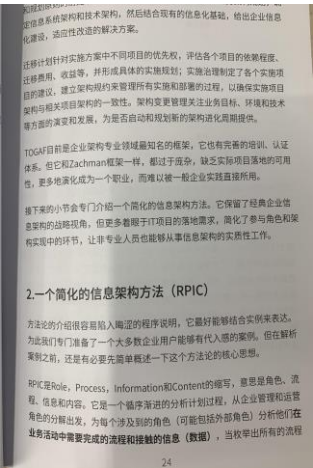 定信息系统架构和技术架构，然后结合现有的信息化基础，给出企业信息
化建设，适应性改造的解决方案。
迁移计划针对实施方案中不同项目的优先权，评估各个项目的依赖程度、
迁移费用、收益等，并形成具体的实施规划；实施治理制定了各个实施项
目的建议，建立架构规约来管理所有实施和部署的过程，以确保实施项目
架构与相关项目架构的一致性。架构变更管理关注业务目标、环境和技术
等方面的演变和发展，为是否启动和规划新的架构进化周期提供。
TOGAF目前是企业架构专业领域最知名的框架，它也有完善的培训、认证
体系。但它和Zachman框架一样，都过于庞杂，缺乏实际项目落地的可用
性，更多地演化成为一个职业，而难以被一般企业实践直接所用。
接下来的小节会专门介绍一个简化的信息架构方法。它保留了经典企业信
息架构的战略视角，但更多着眼于IT项目的落地需求，简化了参与角色和架
构实现中的环节，让非专业人员也能够从事信息架构的实质性工作。
2.一个简化的信息架构方法（RPIC）
方法论的介绍很容易陷入晦涩的程序说明，它最好能够结合实例来表达。
为此我们专门准备了一个大多数企业用户能够有代入感的案例。但在解析
案例之前，还是有必要先简单概述一下这个方法论的核心思想。
RPIC是Role，Process，Information和Content的缩写，意思是角色、流
程、信息和内容。它是一个循序渐进的分析计划过程，从企业管理和运营
角色的分解出发，为每个涉及到的角色（可能包括外部角色）分析他们在
业务活动中需要完成的流程和接触的信息（数据），当枚举出所有的流程
24